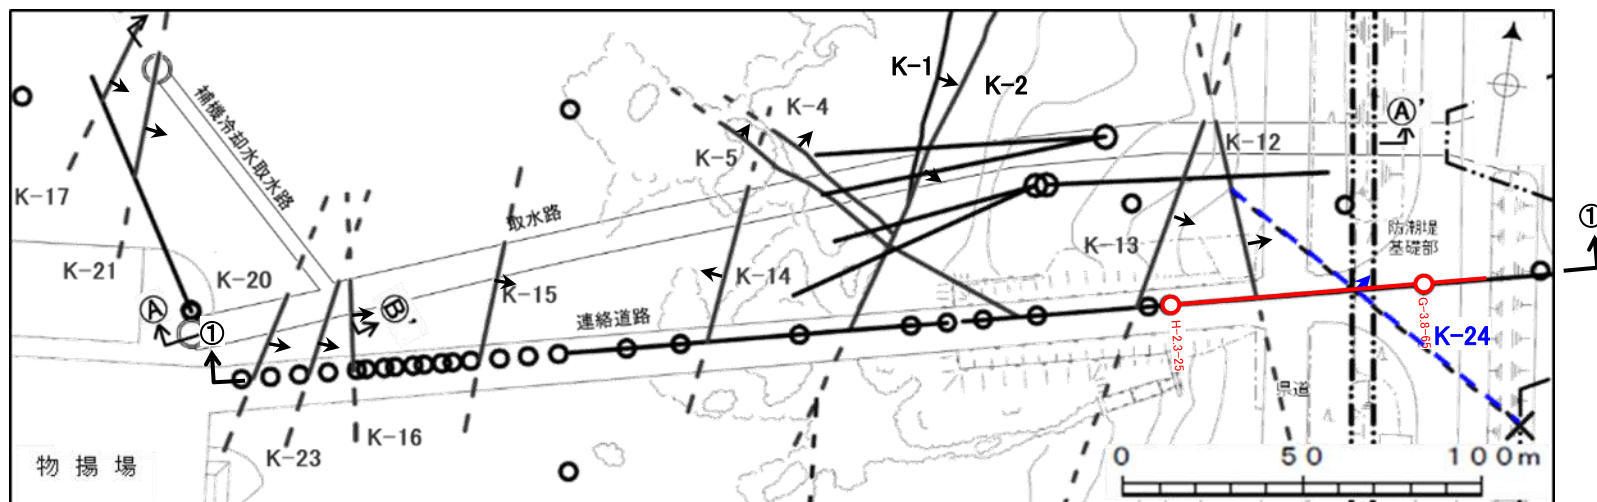 K-1
K-2
K-4
K-5
K-12
Ⓐ'
補機冷却水取水路
K-17
取水路
①
防潮堤
基礎部
K-13
K-21
K-20
K-14
K-15
Ⓐ
Ⓑ'
①
連絡道路
H-2.3-25
G-3.8-65
K-24
県道
K-16
K-23
物揚場
0 50 100m